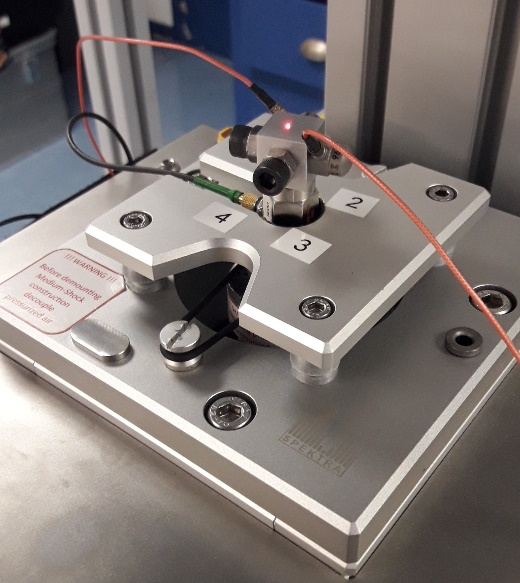 2
4
3
!!! WARNING !!!
Before demounting
Medium-Shock
construction
decouple
pressurized air
SPEKTRA